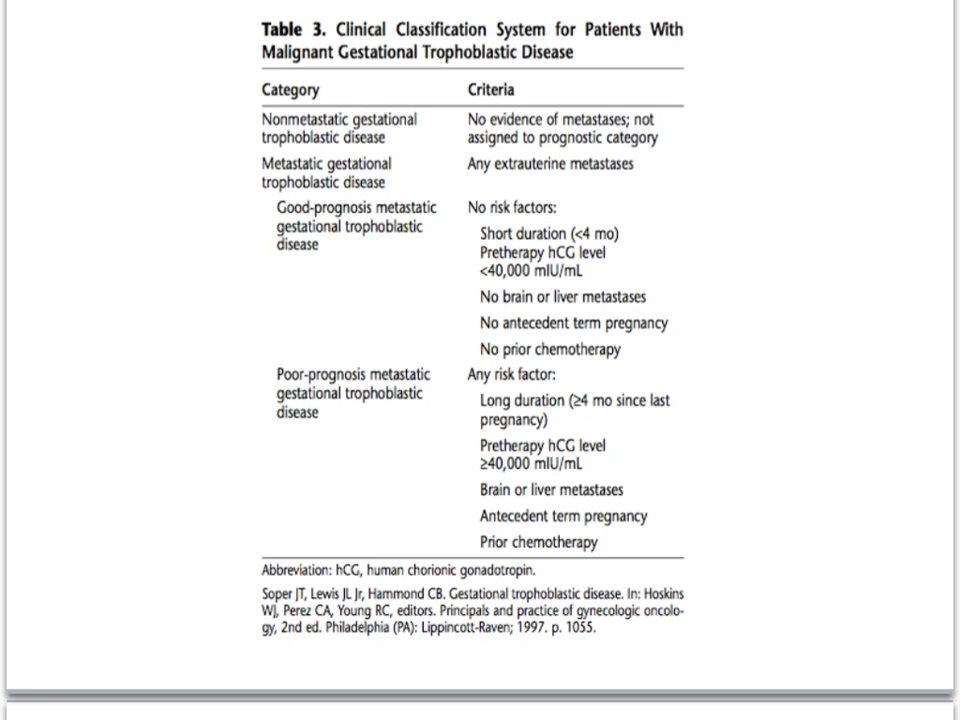 Table 3. Clinical Classification System for Patients With
Malignant Gestational Trophoblastic Disease
Category Criteria
Nonmetastatic gestational No evidence of metastases; not
trophoblastic disease assigned to prognostic category
Metastatic gestational Any extrauterine metastases
trophoblastic disease
Good-prognosis metastatic No risk factors:
gestational trophoblastic
disease
Short duration (<4 mo)
Pretherapy hCG level
<40,000 mIU/mL
No brain or liver metastases
No antecedent term pregnancy
No prior chemotherapy
Poor-prognosis metastatic Any risk factor:
gestational trophoblastic
disease
Long duration (≥4 mo since last
pregnancy)
Pretherapy hCG level
≥40,000 mIU/mL
Brain or liver metastases
Antecedent term pregnancy
Prior chemotherapy
Abbreviation: hCG, human chorionic gonadotropin.
Soper JT, Lewis JL Jr, Hammond CB. Gestational trophoblastic disease. In: Hoskins
WJ, Perez CA, Young RC, editors. Principals and practice of gynecologic oncolo-
gy, 2nd ed. Philadelphia (PA): Lippincott-Raven; 1997. p. 1055.